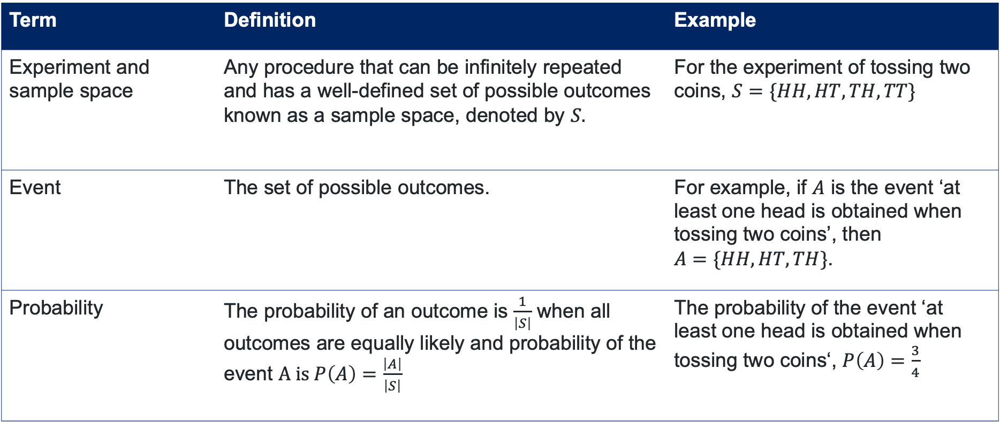 Term Definition Example
Experiment and
sample space
Any procedure that can be infinitely repeated
and has a well-defined set of possible outcomes
known as a sample space, denoted by S.
For the experiment of tossing two
coins, S = {HH, HT, TH, TT}
Event
The set of possible outcomes.
For example, if A is the event ‘at
least one head is obtained when
tossing two coins’, then
A = {HH, HT, TH}.
Probability
The probability of an outcome is 1/|S| when all
outcomes are equally likely and probability of the
event A is P(A) = |A|/|S|
The probability of the event ‘at
least one head is obtained when
tossing two coins‘, P(A) = 3/4